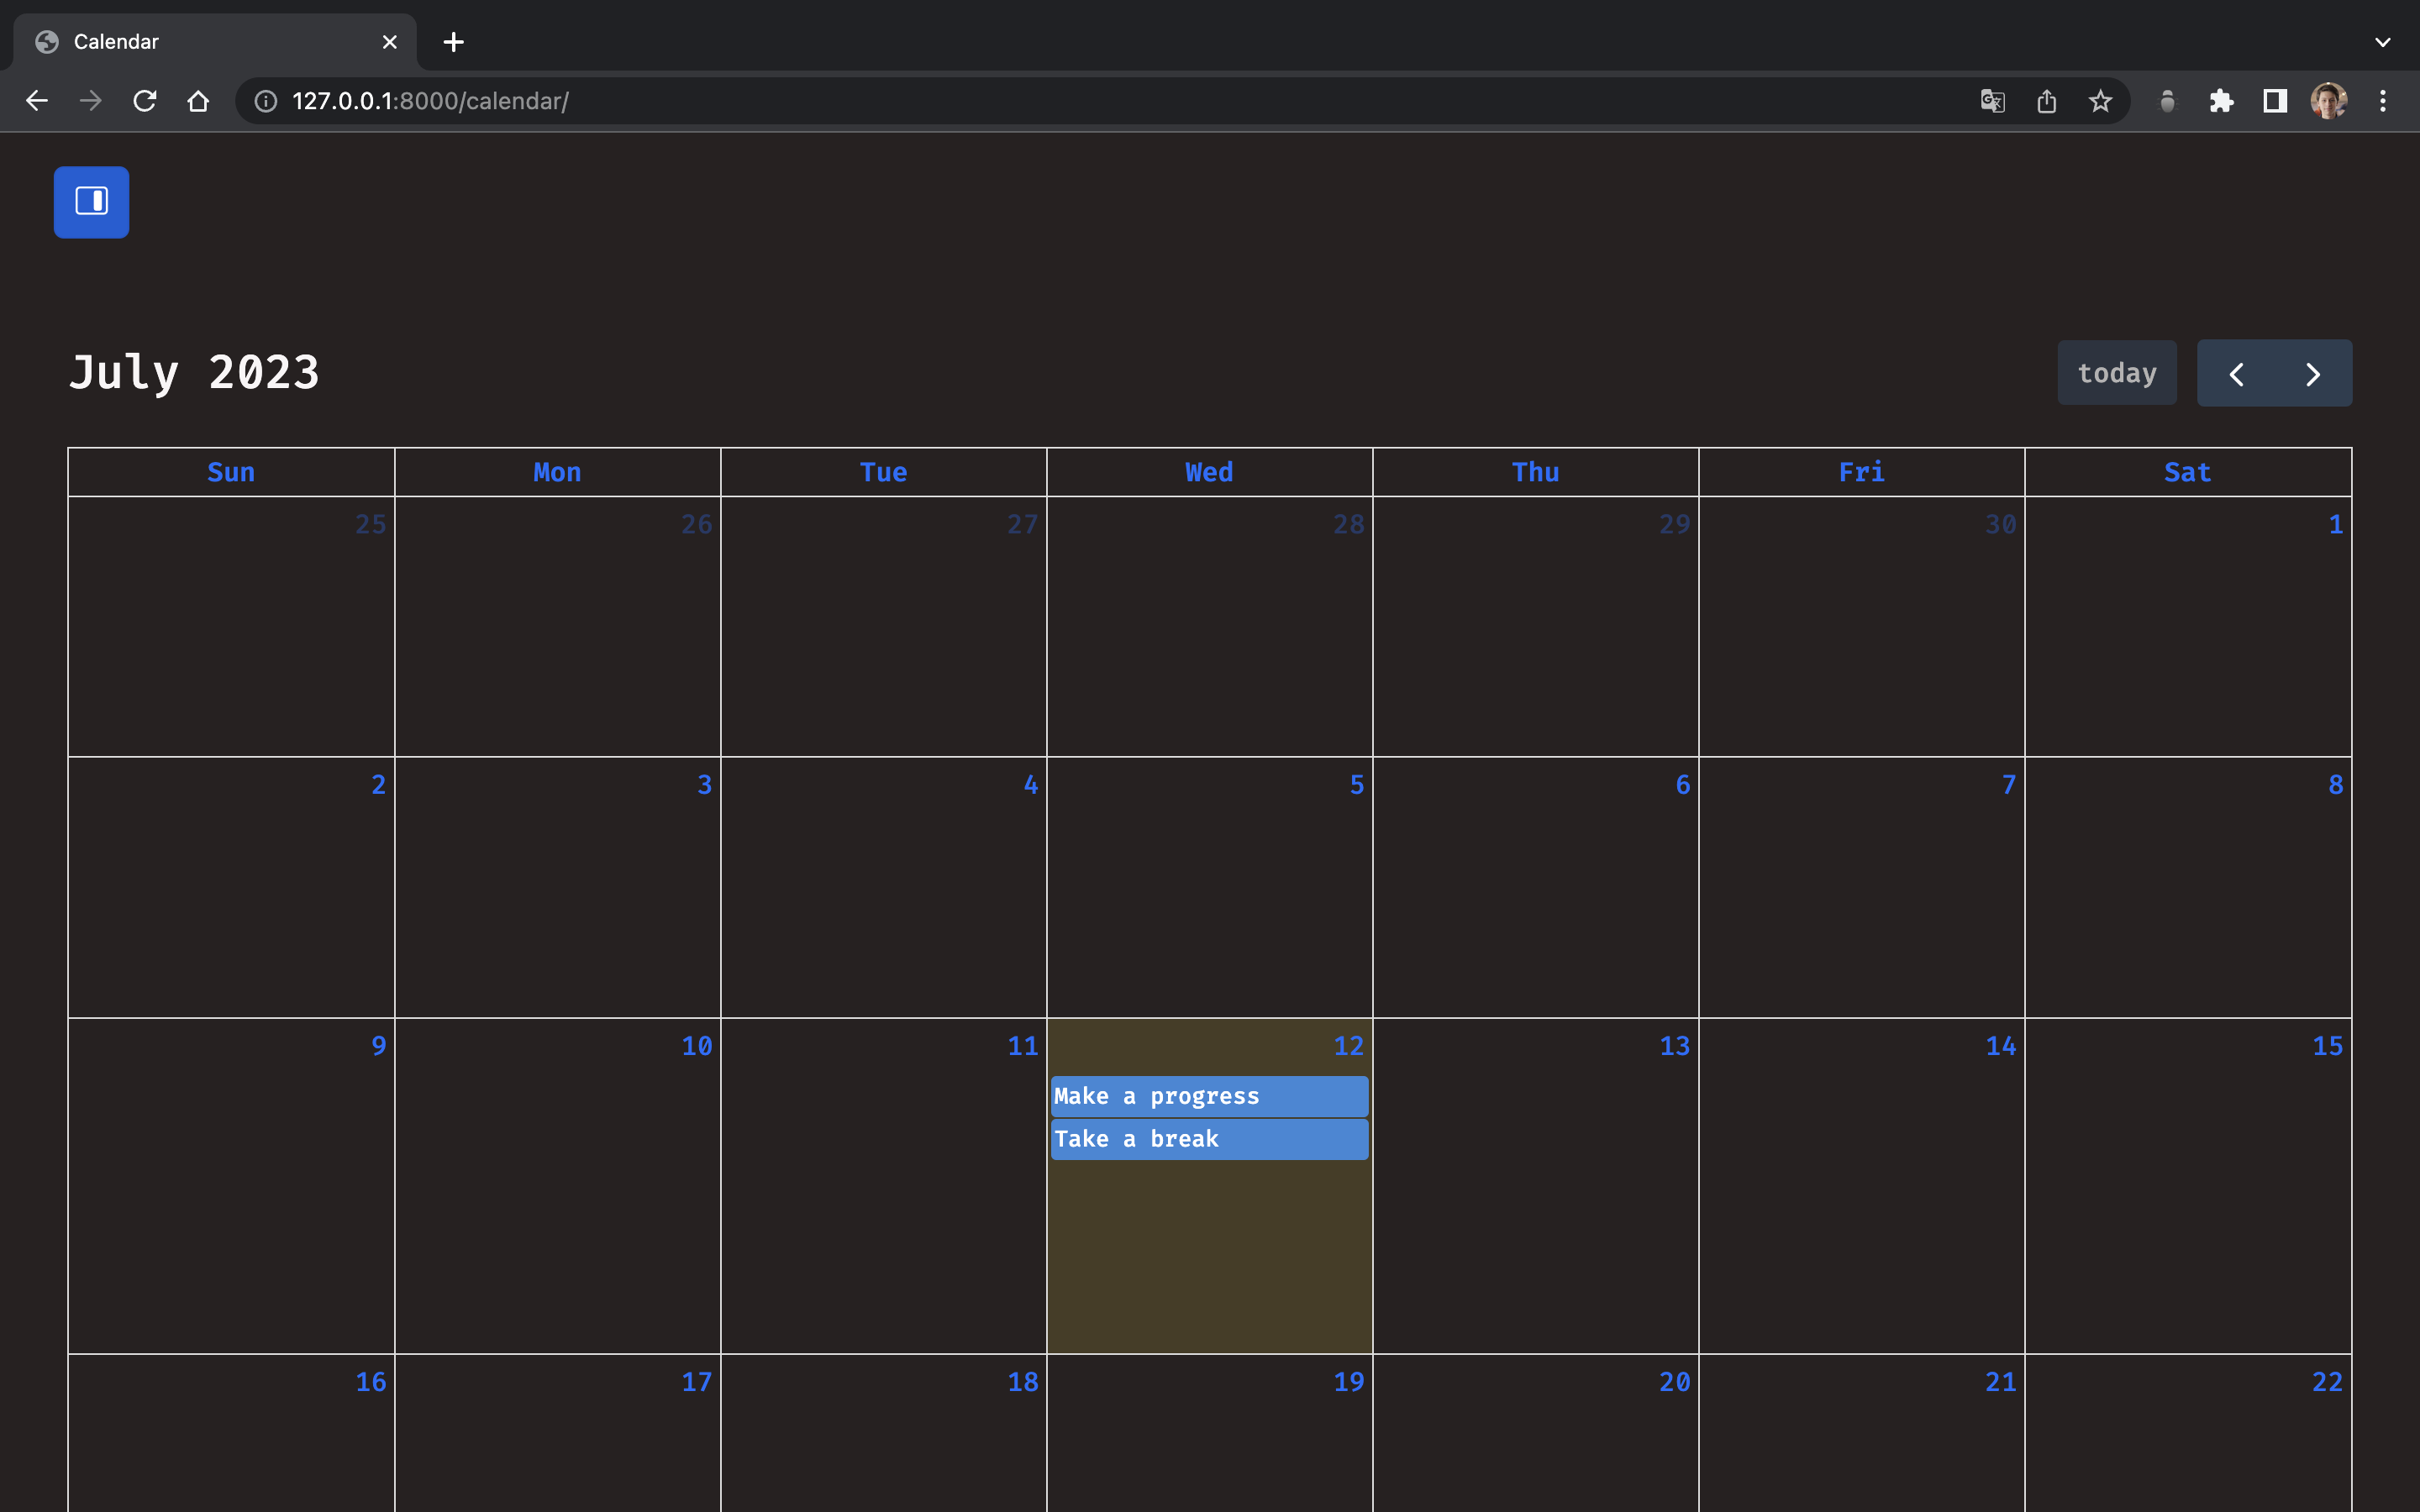 Calendar
127.0.0.1:8000/calendar/
July 2023
today
Sun Mon Tue Wed Thu Fri Sat
25 26 27 28 29 30 1
2 3 4 5 6 7 8
9 10 11 12 13 14 15
Make a progress
Take a break
16 17 18 19 20 21 22